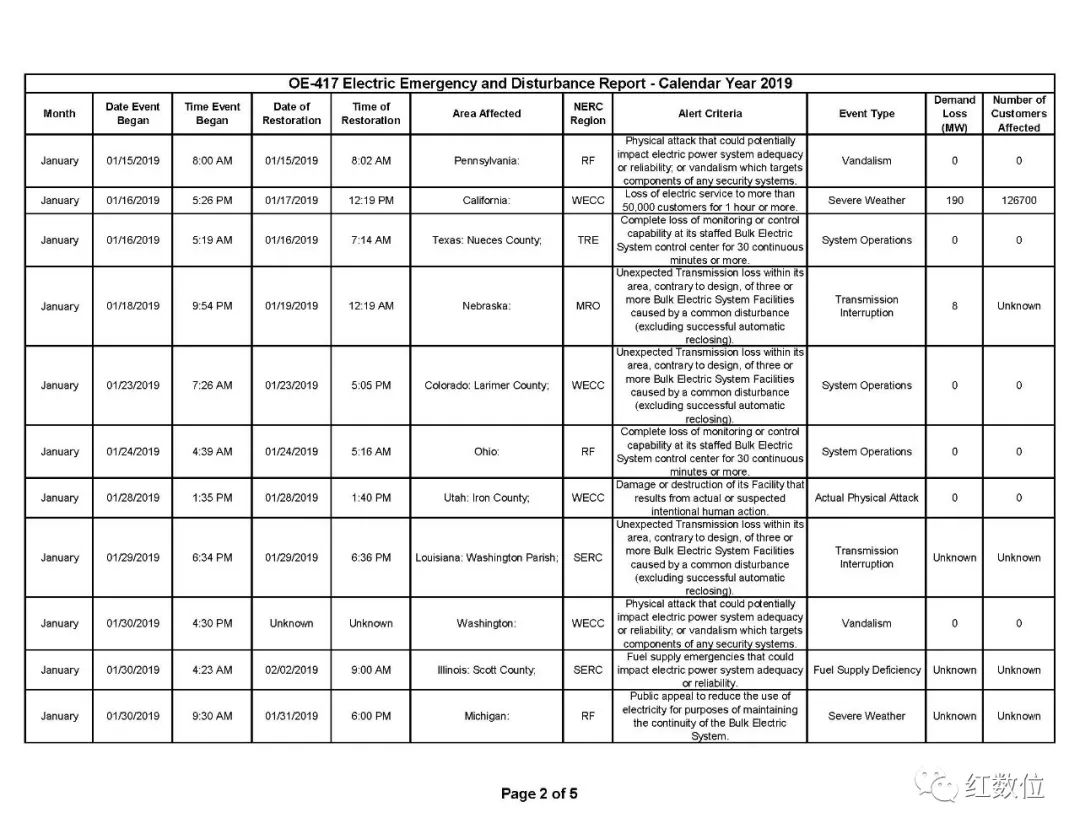 OE-417 Electric Emergency and Disturbance Report - Calendar Year 2019
Month Date Event Began Time Event Began Date of Restoration Time of Restoration Area Affected NERC Region Alert Criteria Event Type Demand Loss (MW) Number of Customers Affected
January 01/15/2019 8:00 AM 01/15/2019 8:02 AM Pennsylvania: RF Physical attack that could potentially impact electric power system adequacy or reliability; or vandalism which targets components of any security systems. Vandalism 0 0
January 01/16/2019 5:26 PM 01/17/2019 12:19 PM California: WECC Loss of electric service to more than 50,000 customers for 1 hour or more. Severe Weather 190 126700
January 01/16/2019 5:19 AM 01/16/2019 7:14 AM Texas: Nueces County; TRE Complete loss of monitoring or control capability at its staffed Bulk Electric System control center for 30 continuous minutes or more. System Operations 0 0
January 01/18/2019 9:54 PM 01/19/2019 12:19 AM Nebraska: MRO Unexpected Transmission loss within its area, contrary to design, of three or more Bulk Electric System Facilities caused by a common disturbance (excluding successful automatic reclosing). Transmission Interruption 8 Unknown
January 01/23/2019 7:26 AM 01/23/2019 5:05 PM Colorado: Larimer County; WECC Unexpected Transmission loss within its area, contrary to design, of three or more Bulk Electric System Facilities caused by a common disturbance (excluding successful automatic reclosing). System Operations 0 0
January 01/24/2019 4:39 AM 01/24/2019 5:16 AM Ohio: RF Complete loss of monitoring or control capability at its staffed Bulk Electric System control center for 30 continuous minutes or more. System Operations 0 0
January 01/28/2019 1:35 PM 01/28/2019 1:40 PM Utah: Iron County; WECC Damage or destruction of its Facility that results from actual or suspected intentional human action. Actual Physical Attack 0 0
January 01/29/2019 6:34 PM 01/29/2019 6:36 PM Louisiana: Washington Parish; SERC Unexpected Transmission loss within its area, contrary to design, of three or more Bulk Electric System Facilities caused by a common disturbance (excluding successful automatic reclosing). Transmission Interruption Unknown Unknown
January 01/30/2019 4:30 PM Unknown Unknown Washington: WECC Physical attack that could potentially impact electric power system adequacy or reliability; or vandalism which targets components of any security systems. Vandalism 0 0
January 01/30/2019 4:23 AM 02/02/2019 9:00 AM Illinois: Scott County; SERC Fuel supply emergencies that could impact electric power system adequacy or reliability. Fuel Supply Deficiency Unknown Unknown
January 01/30/2019 9:30 AM 01/31/2019 6:00 PM Michigan: RF Public appeal to reduce the use of electricity for purposes of maintaining the continuity of the Bulk Electric System. Severe Weather Unknown Unknown
Page 2 of 5
红数位